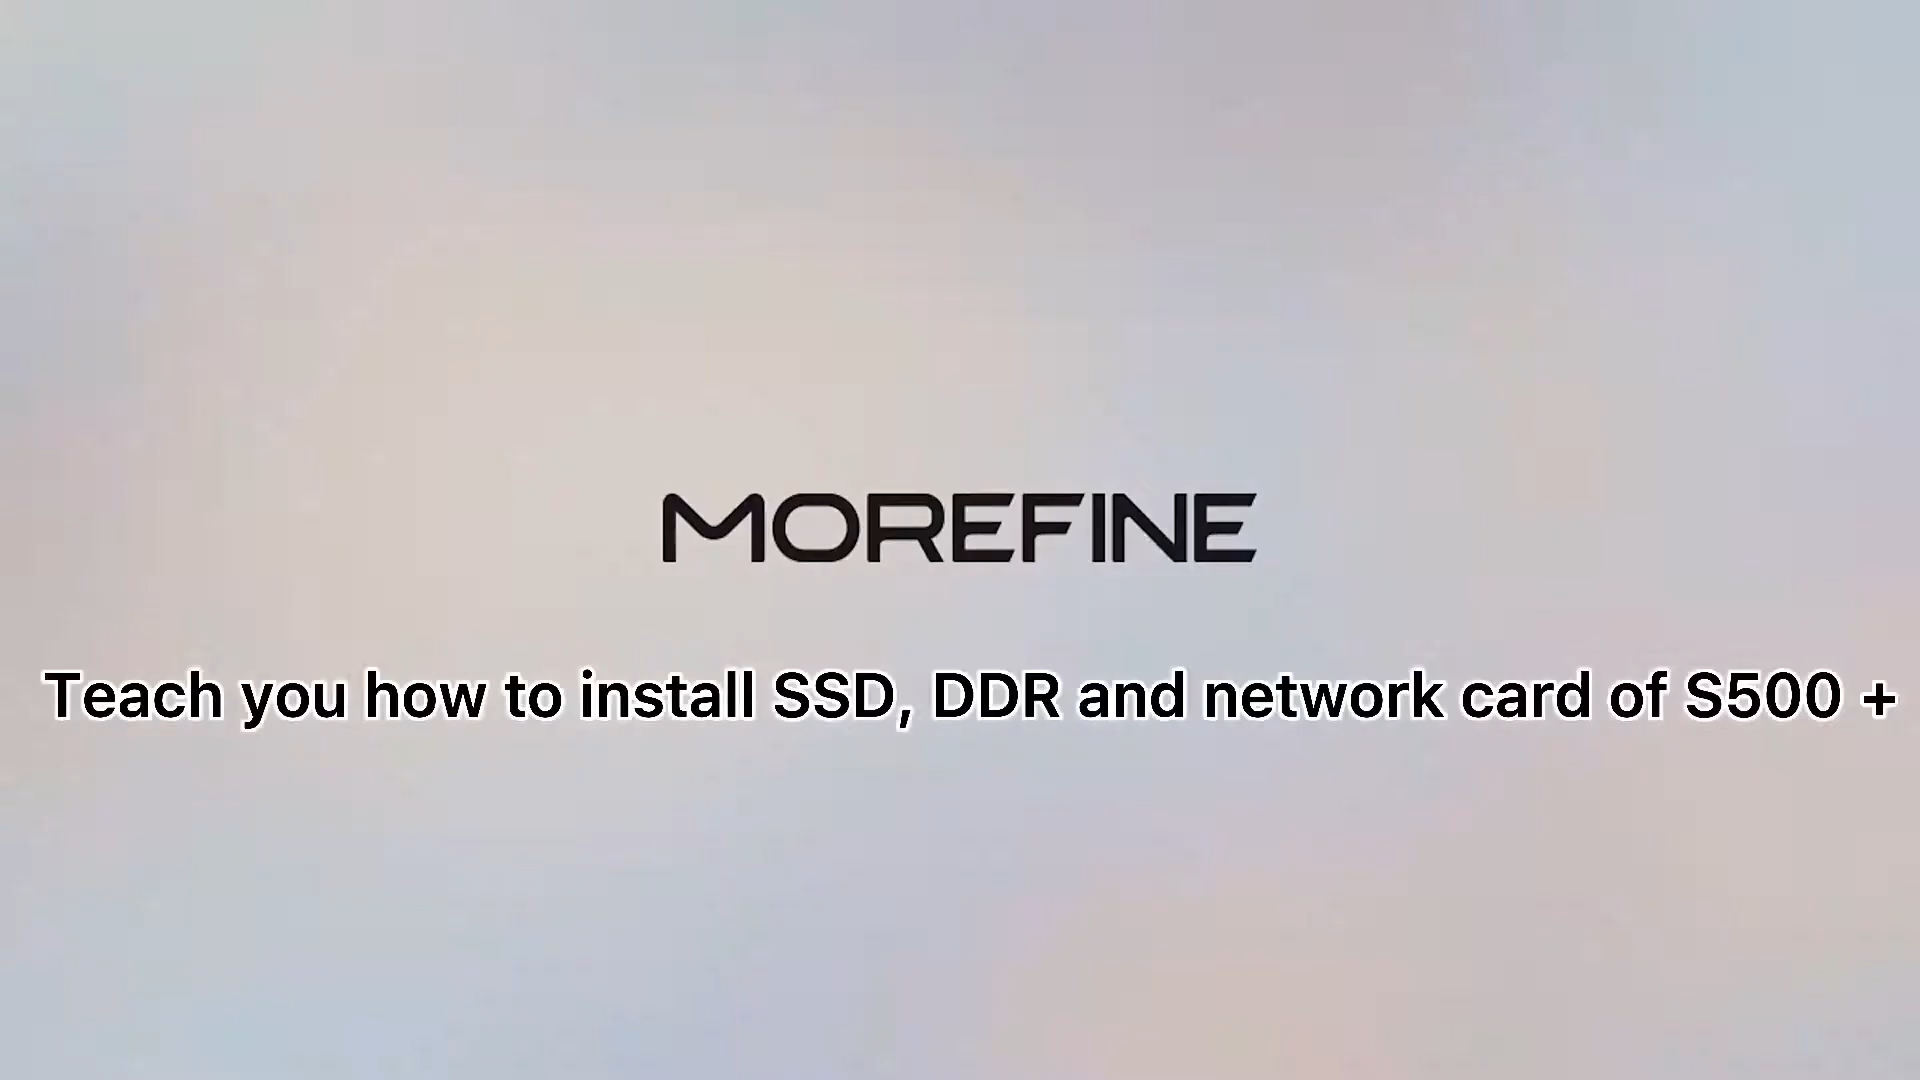 MOREFINE
Teach you how to install SSD, DDR and network card of S500 +